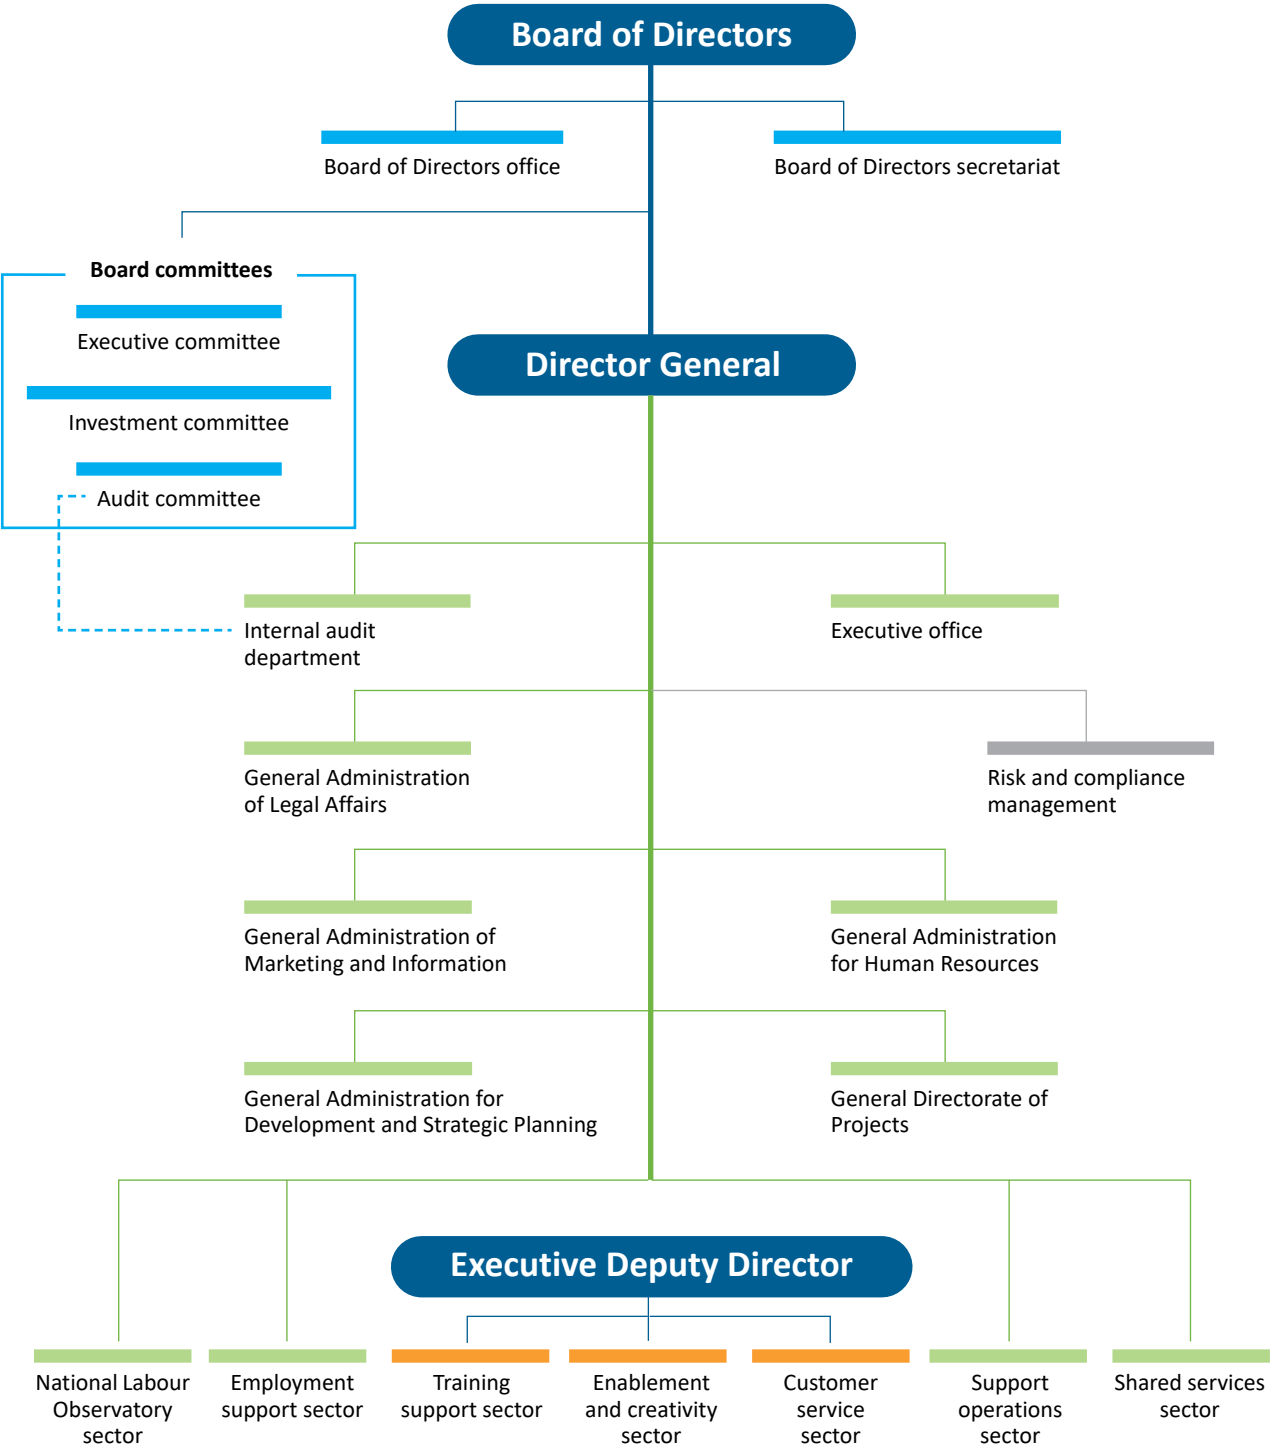 Board of Directors
Board of Directors office
Board of Directors secretariat
Board committees
Executive committee
Investment committee
Audit committee
Director General
Internal audit
department
Executive office
General Administration
of Legal Affairs
Risk and compliance
management
General Administration of
Marketing and Information
General Administration
for Human Resources
General Administration for
Development and Strategic Planning
General Directorate of
Projects
Executive Deputy Director
National Labour
Observatory
sector
Employment
support sector
Training
support sector
Enablement
and creativity
sector
Customer
service
sector
Support
operations
sector
Shared services
sector